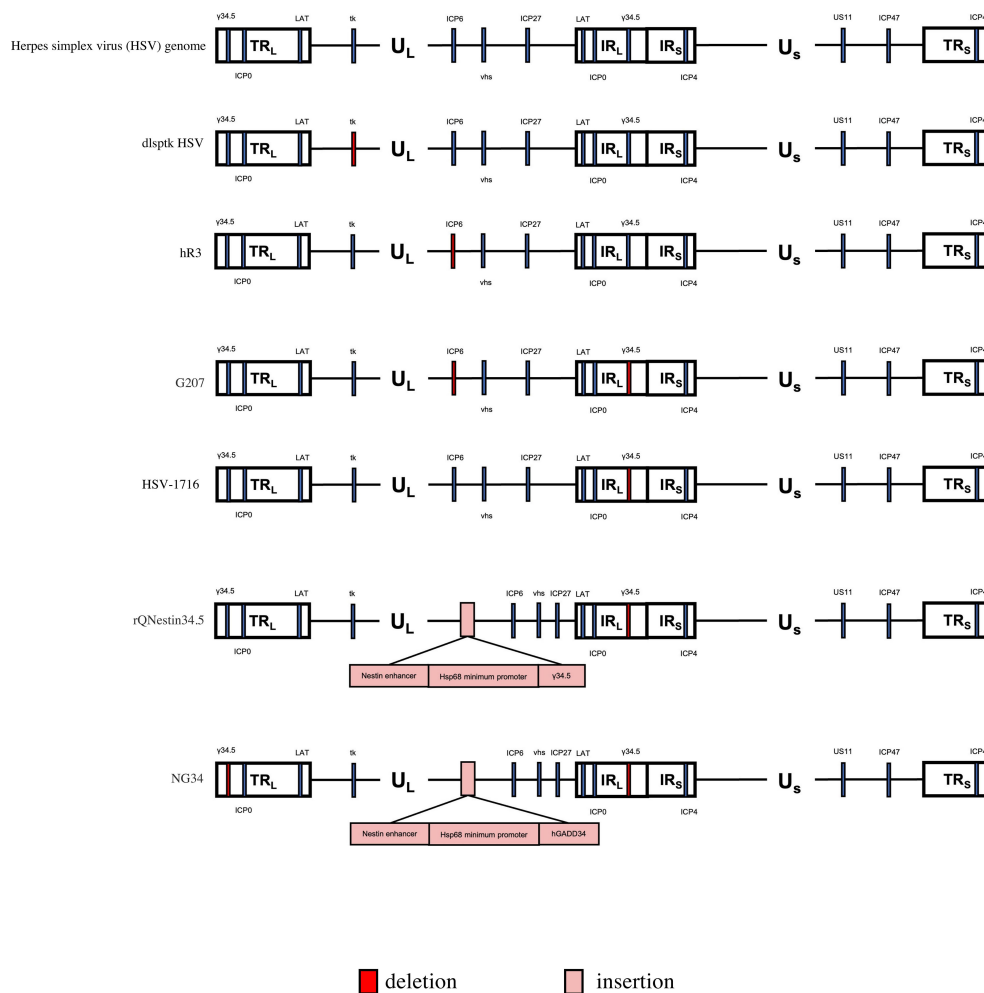 γ34.5 LAT tk ICP6 ICP27 LAT γ34.5 US11 ICP47 ICP4
Herpes simplex virus (HSV) genome TRL UL IRL IRS Us TRS
ICP0 vhs ICP0 ICP4
γ34.5 LAT tk ICP6 ICP27 LAT γ34.5 US11 ICP47 ICP4
dlsptk HSV TRL UL IRL IRS Us TRS
ICP0 vhs ICP0 ICP4
γ34.5 LAT tk ICP6 ICP27 LAT γ34.5 US11 ICP47 ICP4
hR3 TRL UL IRL IRS Us TRS
ICP0 vhs ICP0 ICP4
γ34.5 LAT tk ICP6 ICP27 LAT γ34.5 US11 ICP47 ICP4
G207 TRL UL IRL IRS Us TRS
ICP0 vhs ICP0 ICP4
γ34.5 LAT tk ICP6 ICP27 LAT γ34.5 US11 ICP47 ICP4
HSV-1716 TRL UL IRL IRS Us TRS
ICP0 vhs ICP0 ICP4
γ34.5 LAT tk ICP6 vhs ICP27 LAT γ34.5 US11 ICP47 ICP4
rQNestin34.5 TRL UL IRL IRS Us TRS
ICP0 ICP0 ICP4
Nestin enhancer Hsp68 minimum promoter γ34.5
γ34.5 LAT tk ICP6 vhs ICP27 LAT γ34.5 US11 ICP47 ICP4
NG34 TRL UL IRL IRS Us TRS
ICP0 ICP0 ICP4
Nestin enhancer Hsp68 minimum promoter hGADD34
deletion insertion